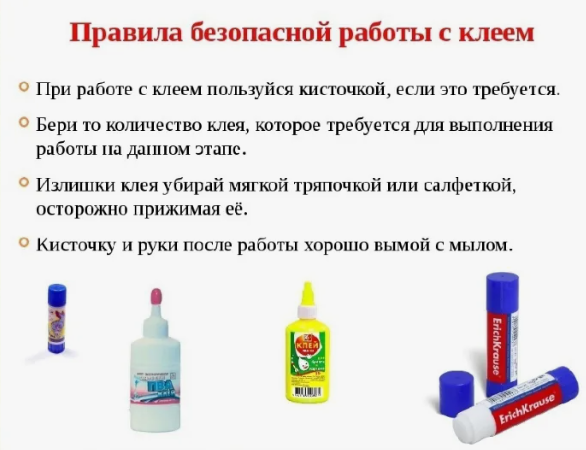 Правила безопасной работы с клеем
При работе с клеем пользуйся кисточкой, если это требуется.
Бери то количество клея, которое требуется для выполнения
работы на данном этапе.
Излишки клея убирай мягкой тряпочкой или салфеткой,
осторожно прижимая её.
Кисточку и руки после работы хорошо вымой с мылом.
КЛЕЙ
ErichKrause
ErichKrause